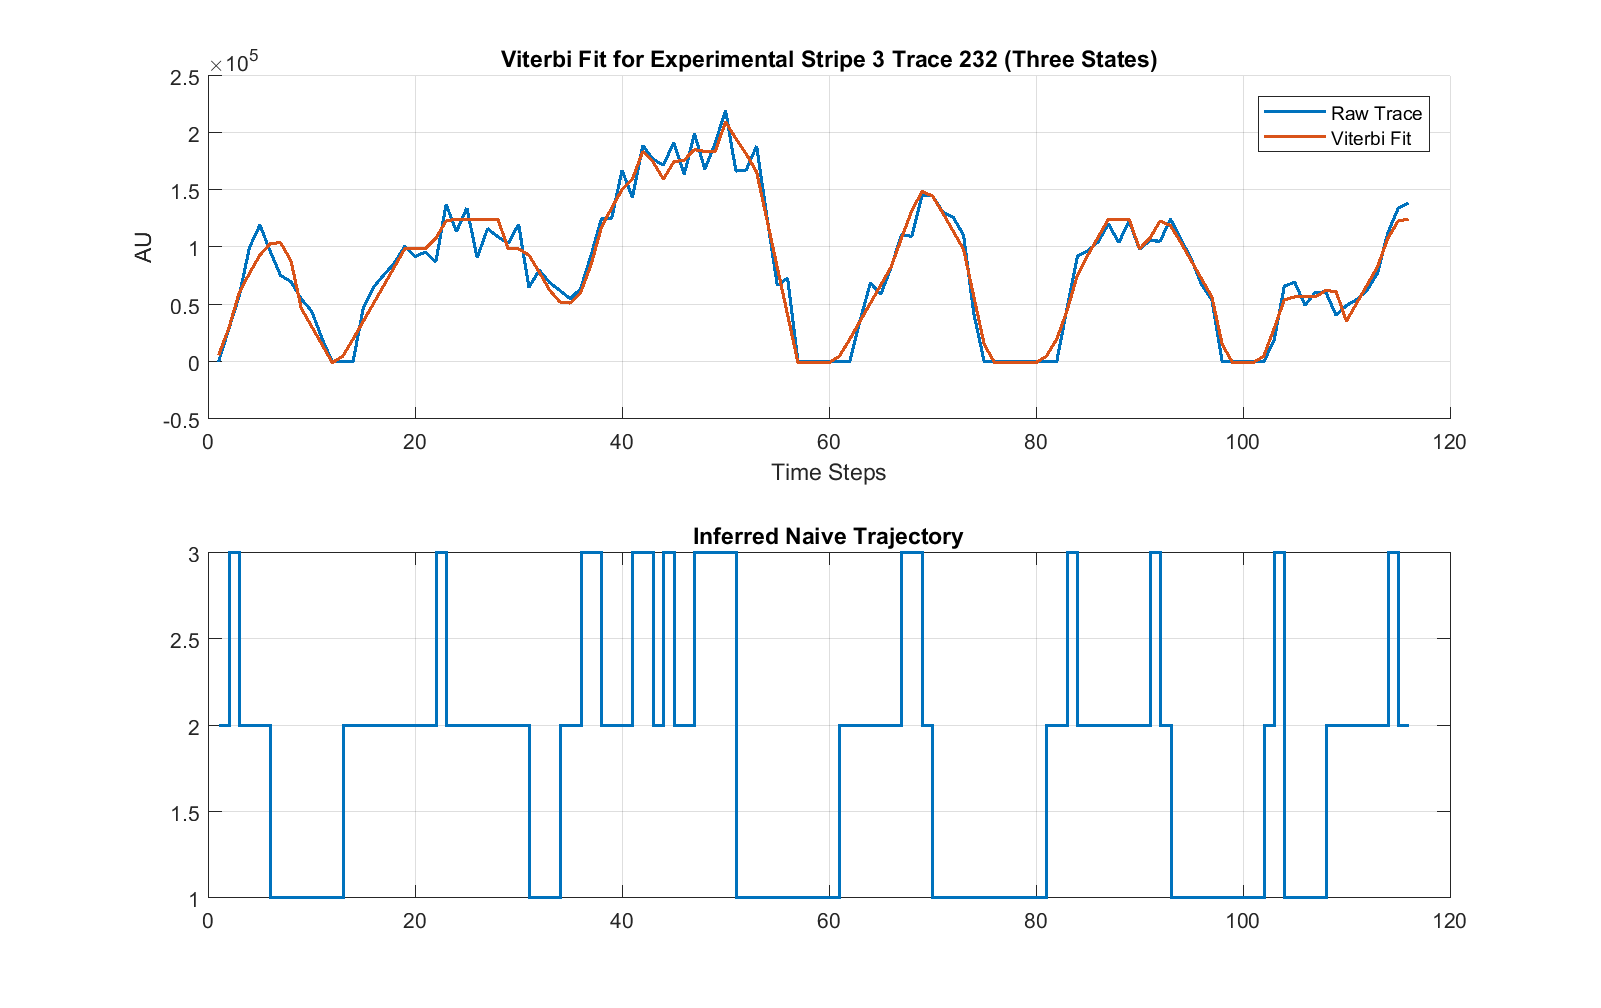 Viterbi Fit for Experimental Stripe 3 Trace 232 (Three States)
×10^5
2.5
2
1.5
1
0.5
0
-0.5
AU
Raw Trace
Viterbi Fit
0 20 40 60 80 100 120
Time Steps
Inferred Naive Trajectory
3
2.5
2
1.5
1
0 20 40 60 80 100 120